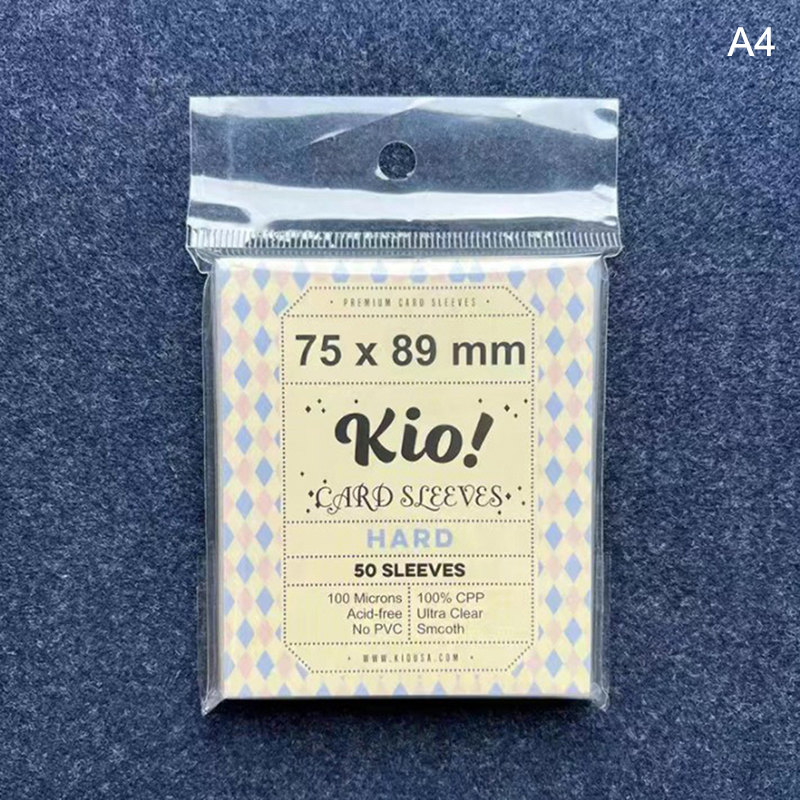 A4
• PREMIUM CARD SLEEVES •
75 x 89 mm
Kio!
CARD SLEEVES
HARD
50 SLEEVES
100 Microns 100% CPP
Acid-free Ultra Clear
No PVC Smooth
• WWW.KIOUSA.COM •